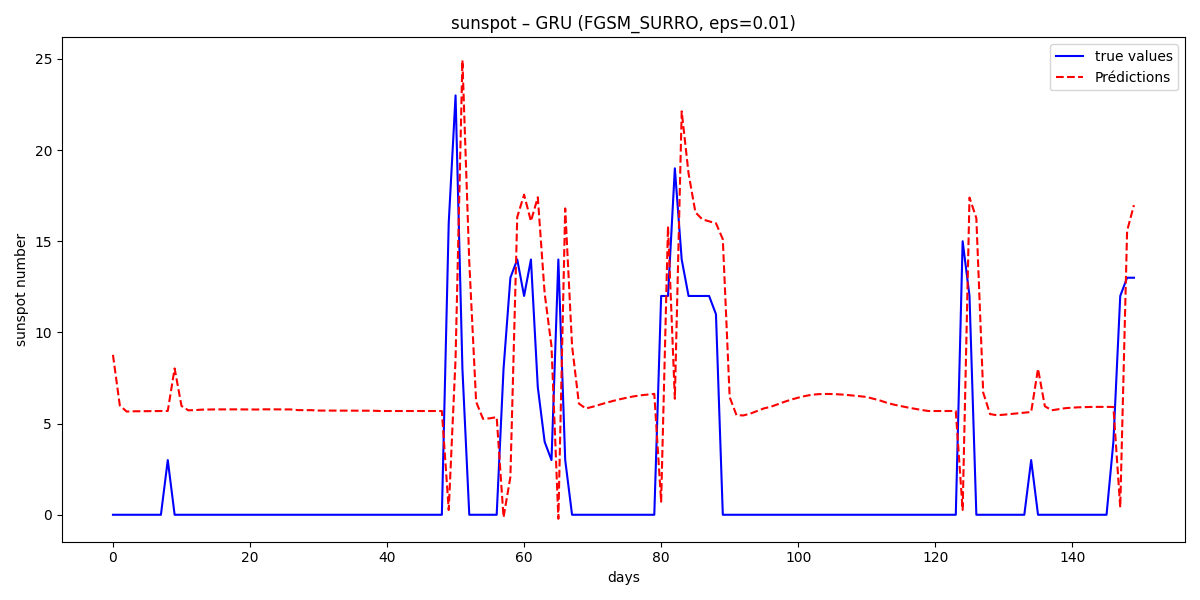 sunspot – GRU (FGSM_SURRO, eps=0.01)
true values
Prédictions
sunspot number
25
20
15
10
5
0
0 20 40 60 80 100 120 140
days